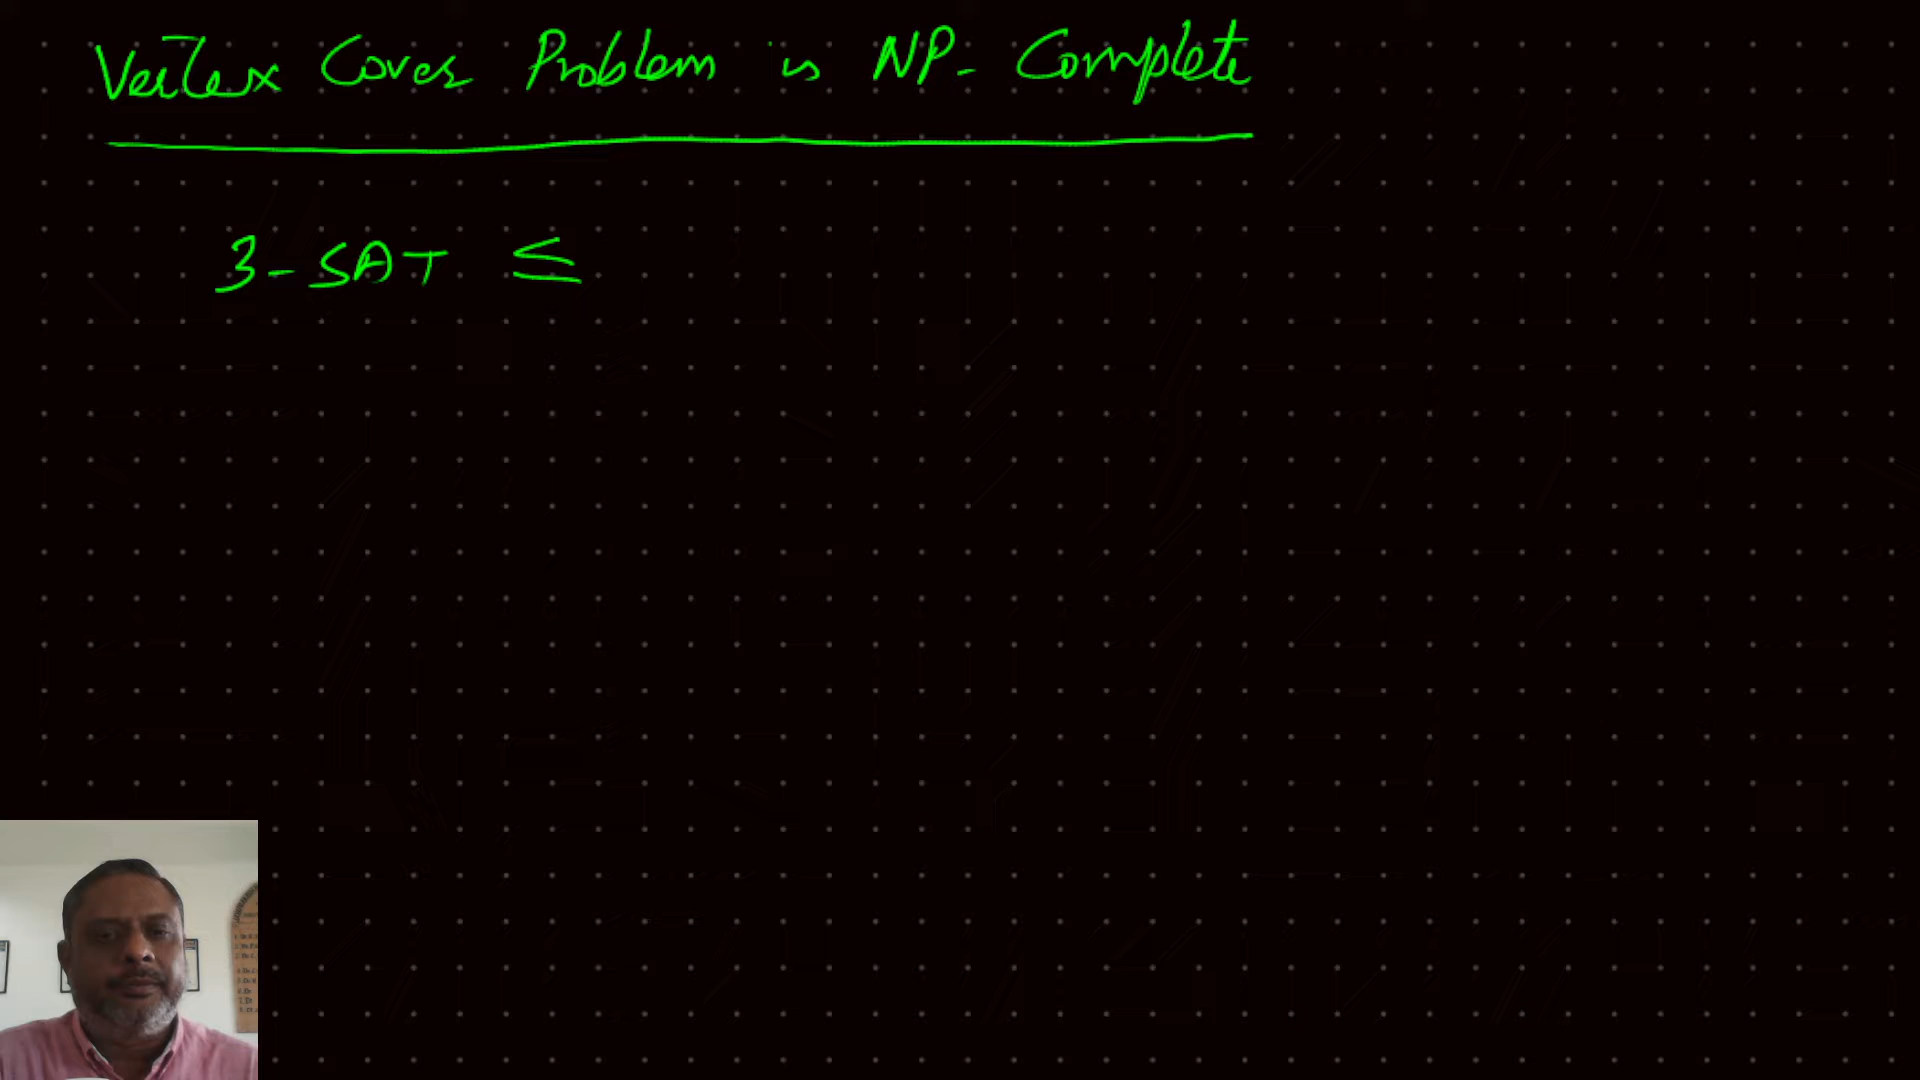 Vertex Cover Problem is NP- Complete
3-SAT ≤